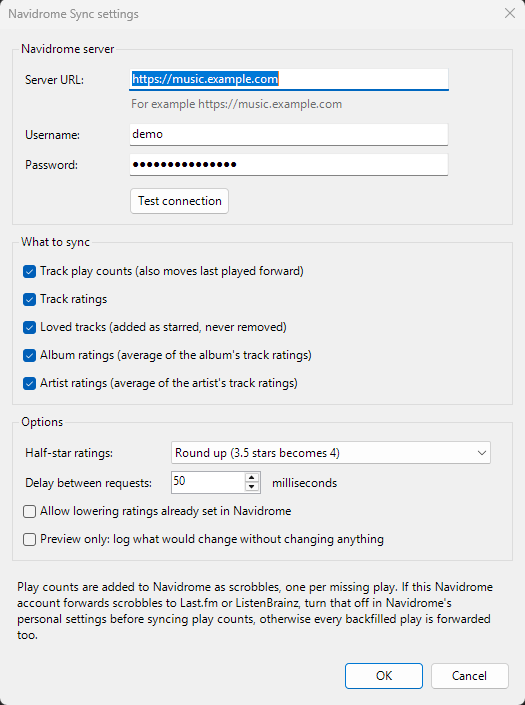 Navidrome Sync settings
Navidrome server
Server URL: https://music.example.com
For example https://music.example.com
Username: demo
Password: ●●●●●●●●●●●●●●●
Test connection
What to sync
Track play counts (also moves last played forward)
Track ratings
Loved tracks (added as starred, never removed)
Album ratings (average of the album's track ratings)
Artist ratings (average of the artist's track ratings)
Options
Half-star ratings: Round up (3.5 stars becomes 4)
Delay between requests: 50 milliseconds
Allow lowering ratings already set in Navidrome
Preview only: log what would change without changing anything
Play counts are added to Navidrome as scrobbles, one per missing play. If this Navidrome
account forwards scrobbles to Last.fm or ListenBrainz, turn that off in Navidrome's
personal settings before syncing play counts, otherwise every backfilled play is forwarded
too.
OK Cancel